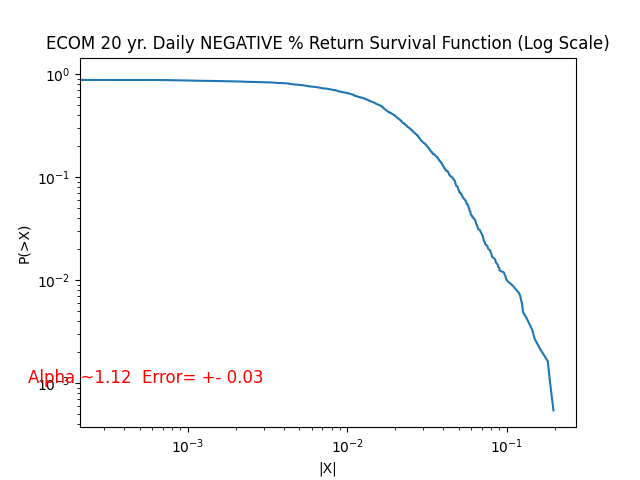 ECOM 20 yr. Daily NEGATIVE % Return Survival Function (Log Scale)
10⁰
10⁻¹
P(>X)
10⁻²
10⁻³
Alpha ~1.12  Error= +- 0.03
10⁻³ 10⁻² 10⁻¹
|X|